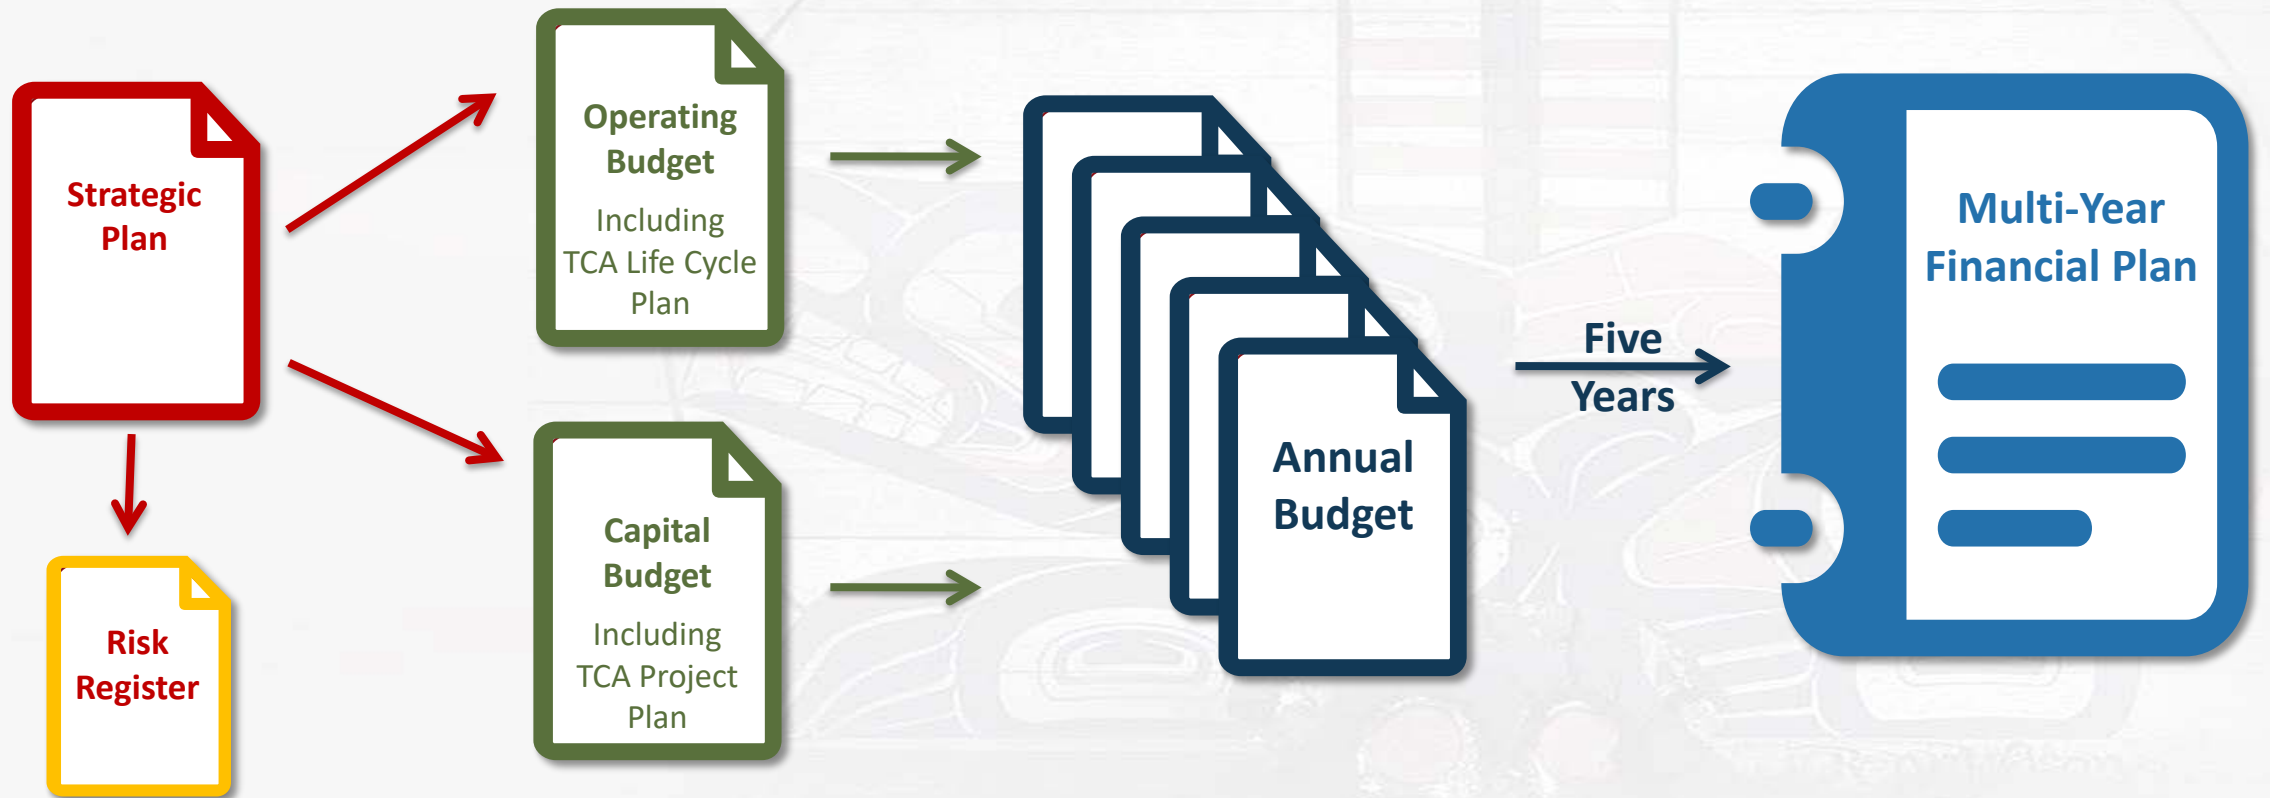 Strategic
Plan
Risk
Register
Operating
Budget
Including
TCA Life Cycle
Plan
Capital
Budget
Including
TCA Project
Plan
Annual
Budget
Five
Years
Multi-Year
Financial Plan